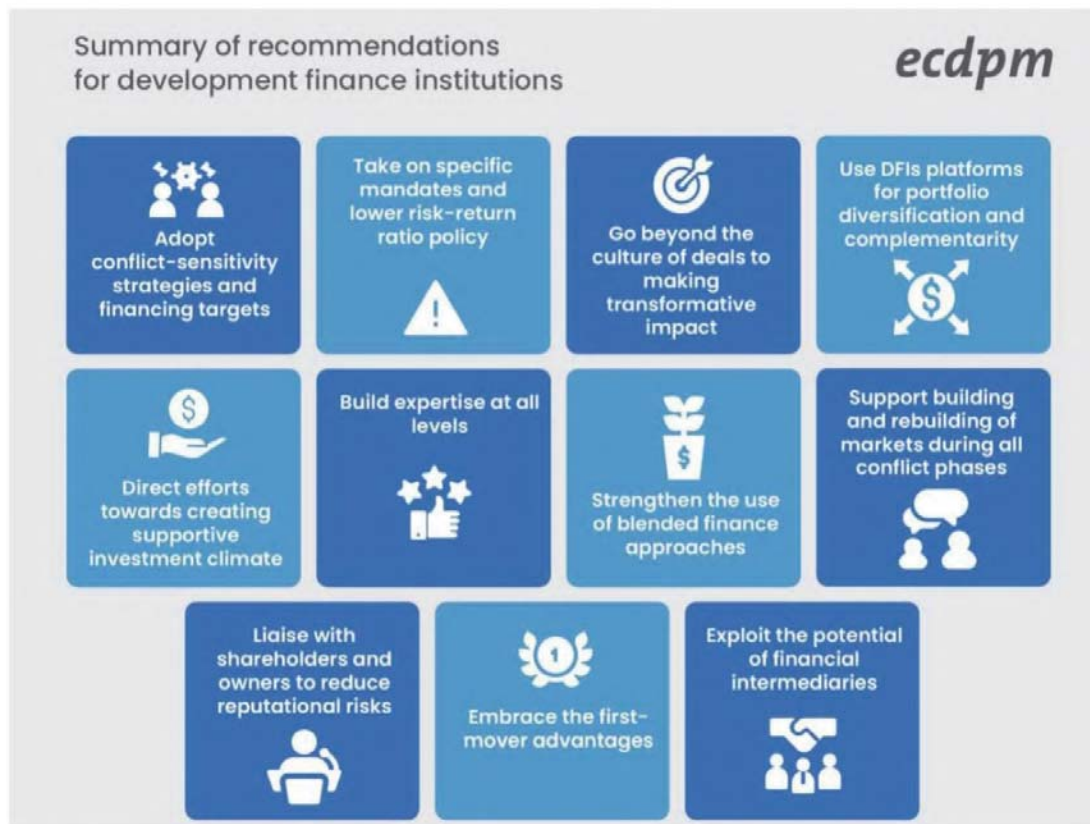 Summary of recommendations
for development finance institutions
ecdpm
Adopt
conflict-sensitivity
strategies and
financing targets
Take on specific
mandates and
lower risk-return
ratio policy
!
Go beyond the
culture of deals to
making
transformative
impact
Use DFIs platforms
for portfolio
diversification and
complementarity
$
$
Direct efforts
towards creating
supportive
investment climate
Build expertise at all
levels
$
Strengthen the use
of blended finance
approaches
Support building
and rebuilding of
markets during all
conflict phases
Liaise with
shareholders and
owners to reduce
reputational risks
1
Embrace the first-
mover advantages
Exploit the potential
of financial
intermediaries